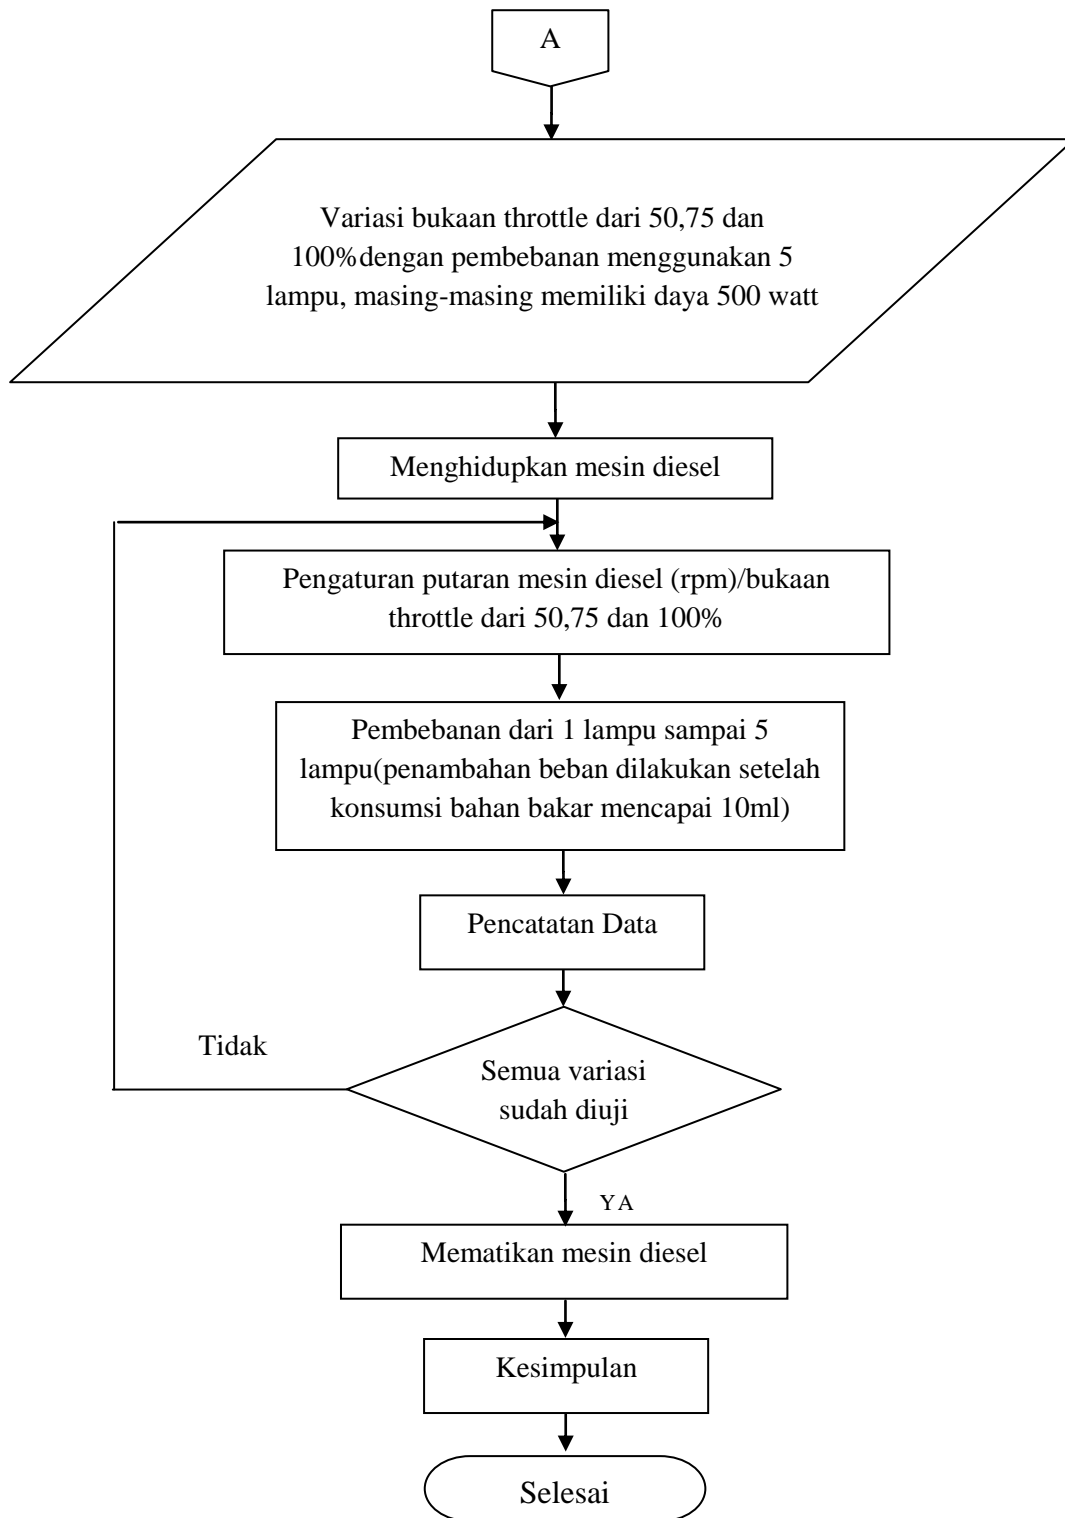 A
Variasi bukaan throttle dari 50,75 dan
100%dengan pembebanan menggunakan 5
lampu, masing-masing memiliki daya 500 watt
Menghidupkan mesin diesel
Pengaturan putaran mesin diesel (rpm)/bukaan
throttle dari 50,75 dan 100%
Pembebanan dari 1 lampu sampai 5
lampu(penambahan beban dilakukan setelah
konsumsi bahan bakar mencapai 10ml)
Pencatatan Data
Tidak
Semua variasi
sudah diuji
YA
Mematikan mesin diesel
Kesimpulan
Selesai